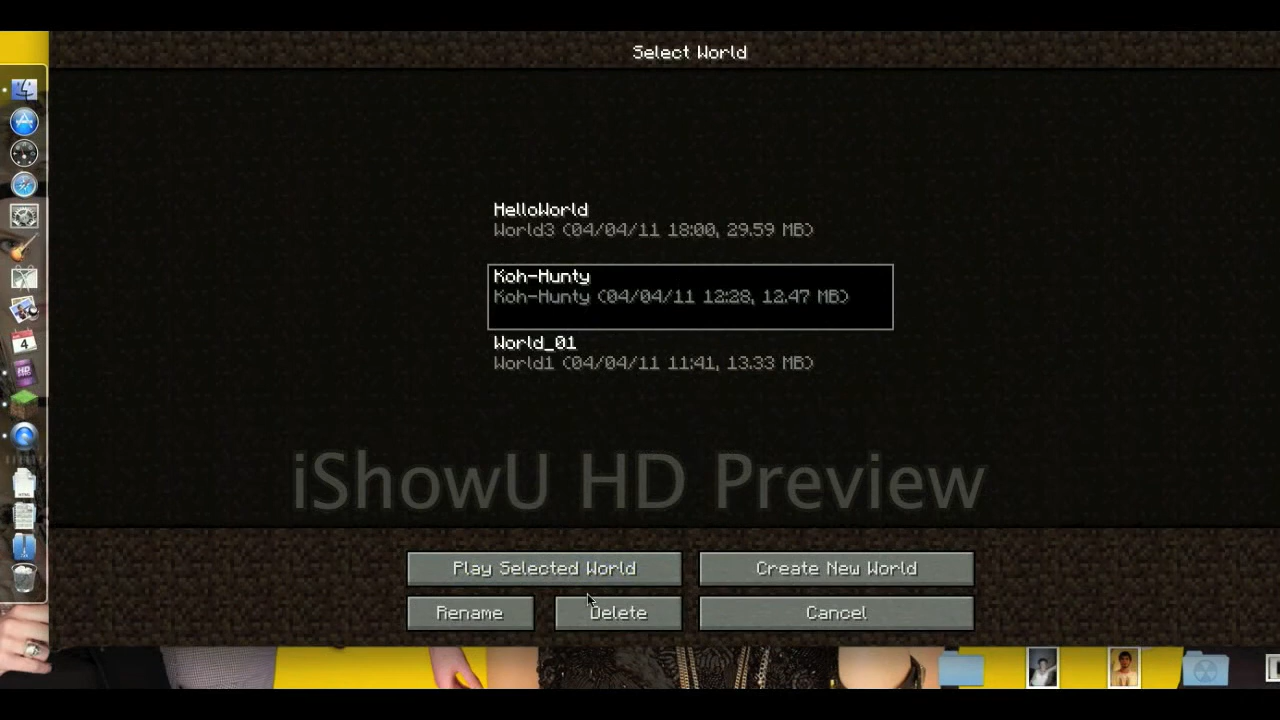 Select World
HelloWorld
World3 (04/04/11 18:00, 29.59 MB)
Koh-Hunty
Koh-Hunty (04/04/11 12:28, 12.47 MB)
World_01
World1 (04/04/11 11:41, 13.33 MB)
iShowU HD Preview
Play Selected World
Create New World
Rename
Delete
Cancel
4
HD